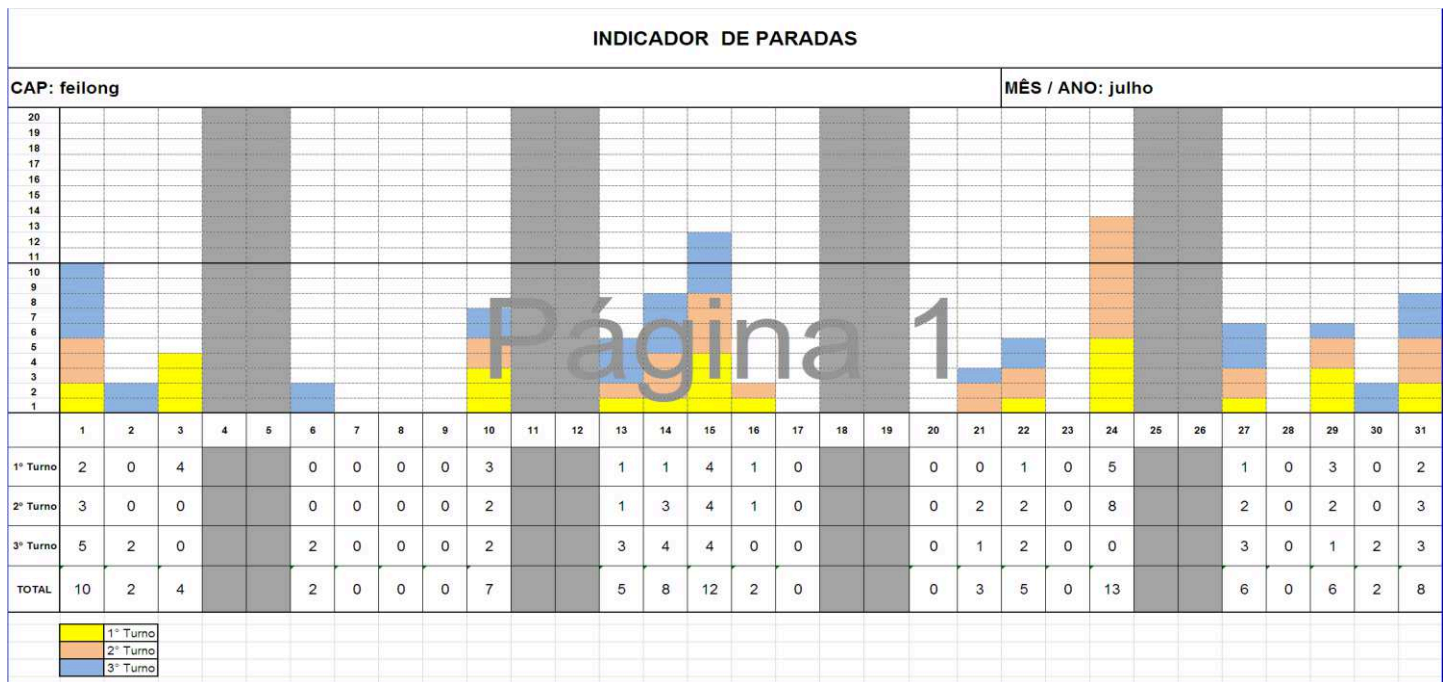 INDICADOR DE PARADAS
CAP: feilong
MÊS / ANO: julho
20
19
18
17
16
15
14
13
12
11
10
9
8
7
6
5
4
3
2
1
Página 1
1 2 3 4 5 6 7 8 9 10 11 12 13 14 15 16 17 18 19 20 21 22 23 24 25 26 27 28 29 30 31
1º Turno 2 0 4 0 0 0 0 3 1 1 4 1 0 0 0 1 0 5 1 0 3 0 2
2º Turno 3 0 0 0 0 0 0 2 1 3 4 1 0 0 2 2 0 8 2 0 2 0 3
3º Turno 5 2 0 2 0 0 0 2 3 4 4 0 0 0 1 2 0 0 3 0 1 2 3
TOTAL 10 2 4 2 0 0 0 7 5 8 12 2 0 0 3 5 0 13 6 0 6 2 8
1° Turno
2° Turno
3° Turno